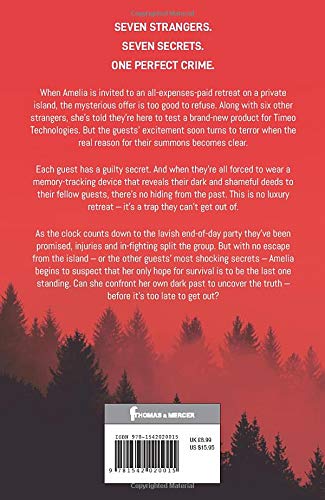 Copyrighted Material
SEVEN STRANGERS.
SEVEN SECRETS.
ONE PERFECT CRIME.
When Amelia is invited to an all-expenses-paid retreat on a private
island, the mysterious offer is too good to refuse. Along with six other
strangers, she's told they're here to test a brand-new product for Timeo
Technologies. But the guests' excitement soon turns to terror when the
real reason for their summons becomes clear.
Each guest has a guilty secret. And when they're all forced to wear a
memory-tracking device that reveals their dark and shameful deeds to
their fellow guests, there's no hiding from the past. This is no luxury
retreat – it's a trap they can't get out of.
As the clock counts down to the lavish end-of-day party they've been
promised, injuries and in-fighting split the group. But with no escape
from the island – or the other guests' most shocking secrets – Amelia
begins to suspect that her only hope for survival is to be the last one
standing. Can she confront her own dark past to uncover the truth –
before it's too late to get out?
THOMAS & MERCER
ISBN 978-1542020015
9 781542 020015
UK £8.99
US $15.95
Copyrighted Material